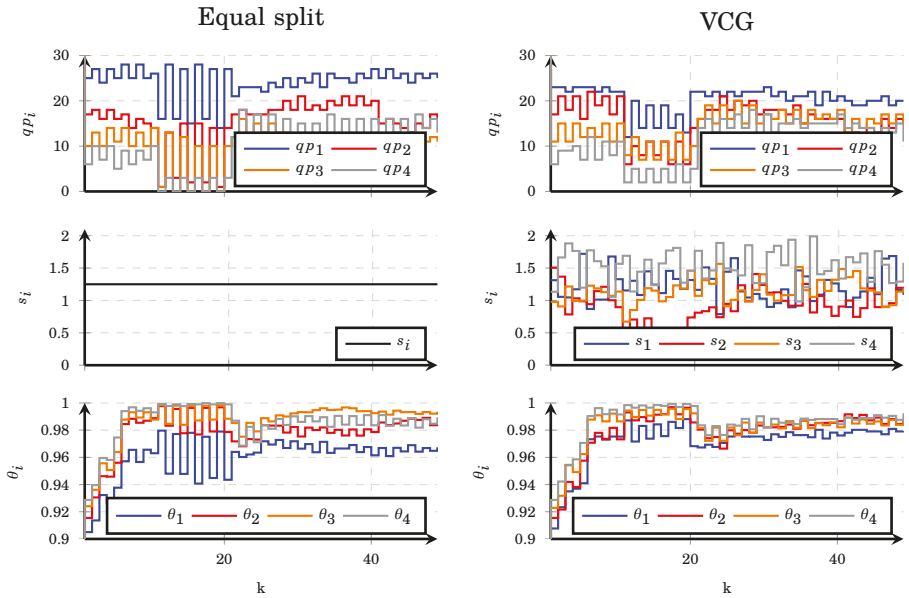 Equal split
VCG
30
20
10
0
qp_i
qp_1 qp_2
qp_3 qp_4
30
20
10
0
qp_i
qp_1 qp_2
qp_3 qp_4
2
1.5
1
0.5
0
s_i
s_i
2
1.5
1
0.5
0
s_i
s_1 s_2 s_3 s_4
1
0.98
0.96
0.94
0.92
0.9
θ_i
θ_1 θ_2 θ_3 θ_4
20 40
k
1
0.98
0.96
0.94
0.92
0.9
θ_i
θ_1 θ_2 θ_3 θ_4
20 40
k